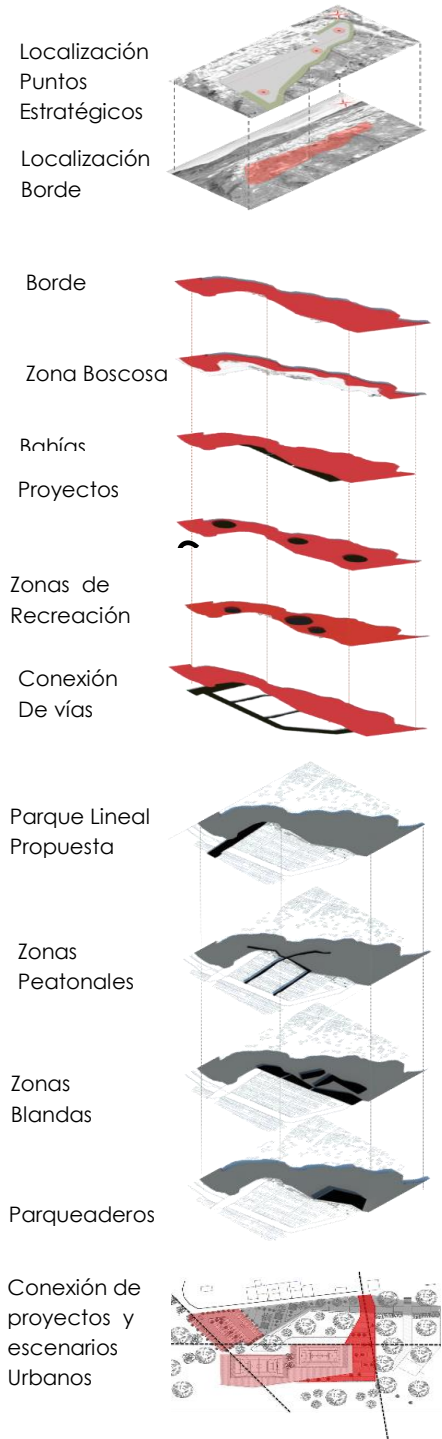 Localización
Puntos
Estratégicos
Localización
Borde
Borde
Zona Boscosa
Bahías
Proyectos
Zonas de
Recreación
Conexión
De vías
Parque Lineal
Propuesta
Zonas
Peatonales
Zonas
Blandas
Parqueaderos
Conexión de
proyectos y
escenarios
Urbanos